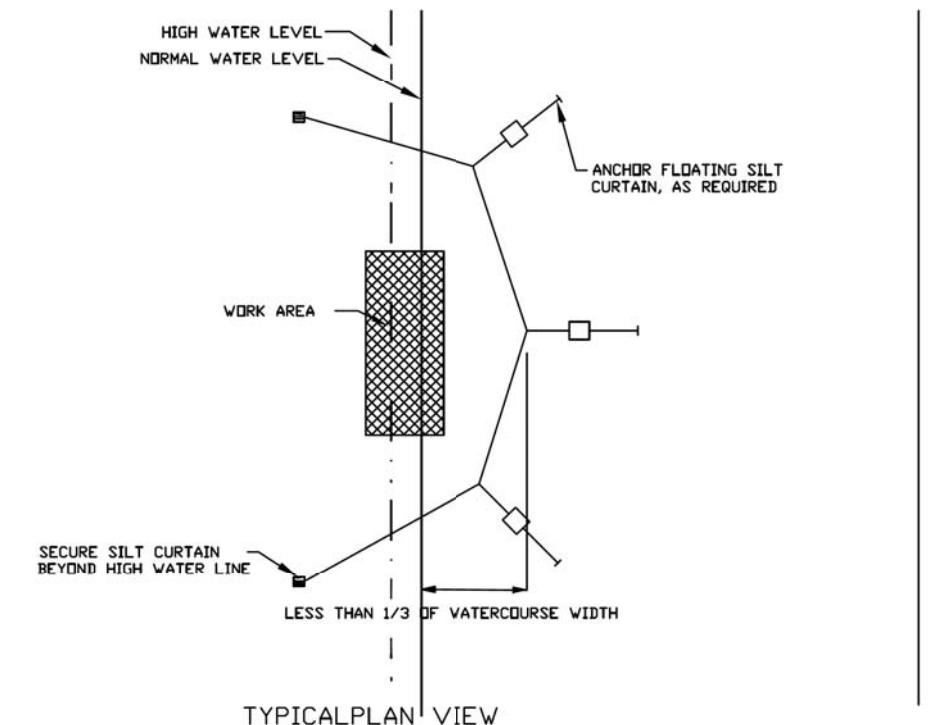 HIGH WATER LEVEL
NORMAL WATER LEVEL
ANCHOR FLOATING SILT
CURTAIN, AS REQUIRED
WORK AREA
SECURE SILT CURTAIN
BEYOND HIGH WATER LINE
LESS THAN 1/3 OF WATERCOURSE WIDTH
TYPICALPLAN VIEW